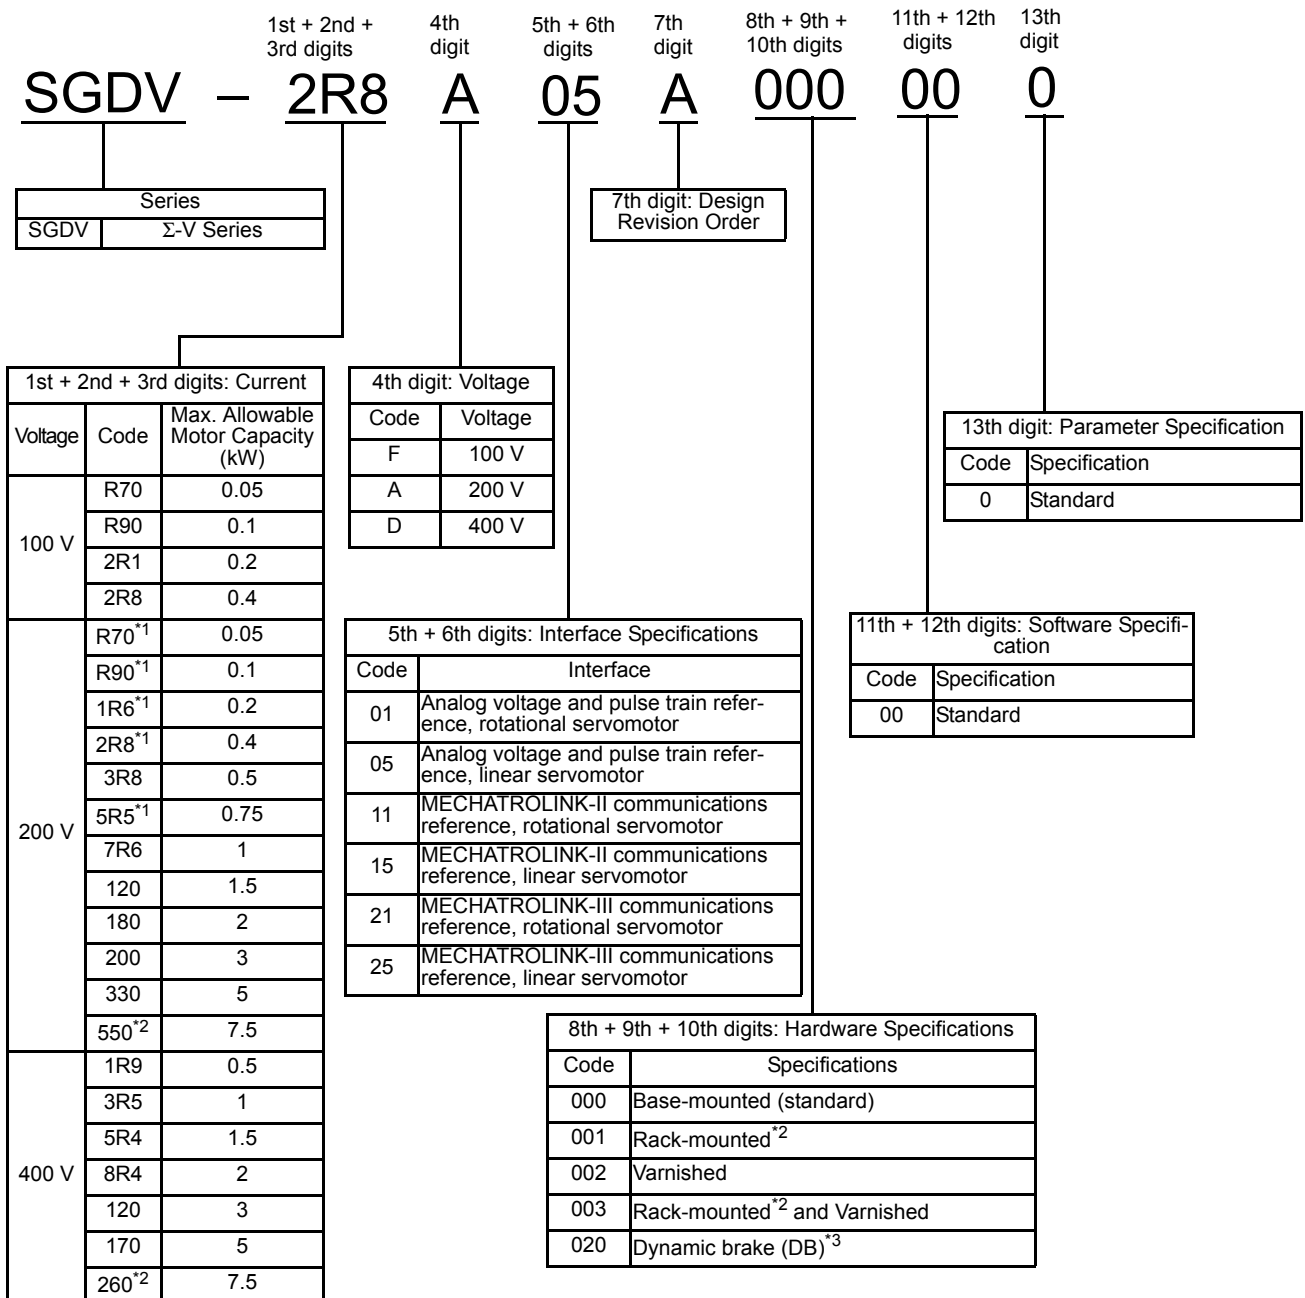 1st + 2nd +
3rd digits
4th
digit
5th + 6th
digits
7th
digit
8th + 9th +
10th digits
11th + 12th
digits
13th
digit
SGDV – 2R8 A 05 A 000 00 0
Series
SGDV Σ-V Series
7th digit: Design
Revision Order
1st + 2nd + 3rd digits: Current
Voltage Code Max. Allowable
Motor Capacity
(kW)
100 V
R70 0.05
R90 0.1
2R1 0.2
2R8 0.4
200 V
R70*1 0.05
R90*1 0.1
1R6*1 0.2
2R8*1 0.4
3R8 0.5
5R5*1 0.75
7R6 1
120 1.5
180 2
200 3
330 5
550*2 7.5
400 V
1R9 0.5
3R5 1
5R4 1.5
8R4 2
120 3
170 5
260*2 7.5
4th digit: Voltage
Code Voltage
F 100 V
A 200 V
D 400 V
5th + 6th digits: Interface Specifications
Code Interface
01 Analog voltage and pulse train refer-
ence, rotational servomotor
05 Analog voltage and pulse train refer-
ence, linear servomotor
11 MECHATROLINK-II communications
reference, rotational servomotor
15 MECHATROLINK-II communications
reference, linear servomotor
21 MECHATROLINK-III communications
reference, rotational servomotor
25 MECHATROLINK-III communications
reference, linear servomotor
13th digit: Parameter Specification
Code Specification
0 Standard
11th + 12th digits: Software Specifi-
cation
Code Specification
00 Standard
8th + 9th + 10th digits: Hardware Specifications
Code Specifications
000 Base-mounted (standard)
001 Rack-mounted*2
002 Varnished
003 Rack-mounted*2 and Varnished
020 Dynamic brake (DB)*3